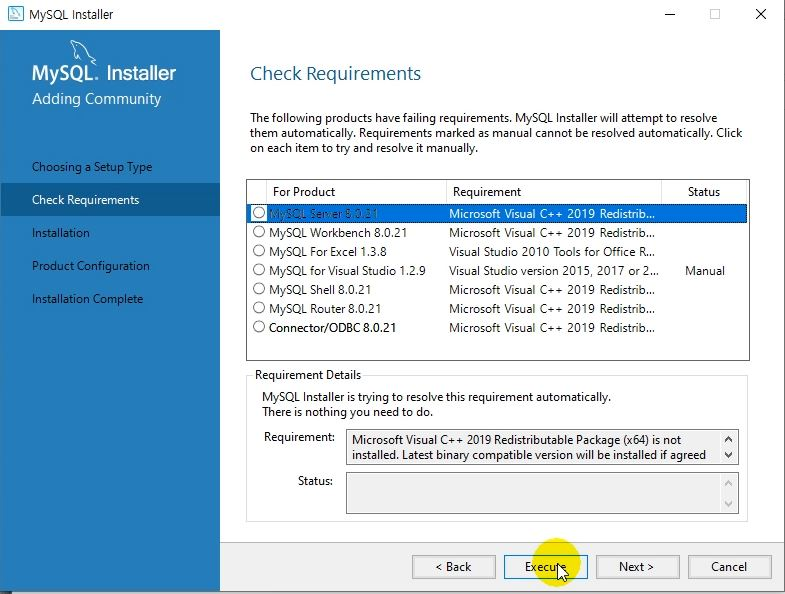 MySQL Installer
MySQL. Installer
Adding Community
Choosing a Setup Type
Check Requirements
Installation
Product Configuration
Installation Complete
Check Requirements
The following products have failing requirements. MySQL Installer will attempt to resolve
them automatically. Requirements marked as manual cannot be resolved automatically. Click
on each item to try and resolve it manually.
For Product Requirement Status
MySQL Server 8.0.21 Microsoft Visual C++ 2019 Redistrib...
MySQL Workbench 8.0.21 Microsoft Visual C++ 2019 Redistrib...
MySQL For Excel 1.3.8 Visual Studio 2010 Tools for Office R...
MySQL for Visual Studio 1.2.9 Visual Studio version 2015, 2017 or 2... Manual
MySQL Shell 8.0.21 Microsoft Visual C++ 2019 Redistrib...
MySQL Router 8.0.21 Microsoft Visual C++ 2019 Redistrib...
Connector/ODBC 8.0.21 Microsoft Visual C++ 2019 Redistrib...
Requirement Details
MySQL Installer is trying to resolve this requirement automatically.
There is nothing you need to do.
Requirement: Microsoft Visual C++ 2019 Redistributable Package (x64) is not
installed. Latest binary compatible version will be installed if agreed
Status:
< Back Execute Next > Cancel